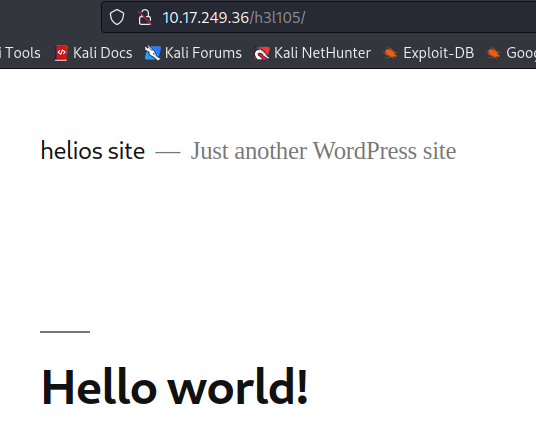 10.17.249.36/h3l105/
Tools Kali Docs Kali Forums Kali NetHunter Exploit-DB Goog
helios site — Just another WordPress site
Hello world!